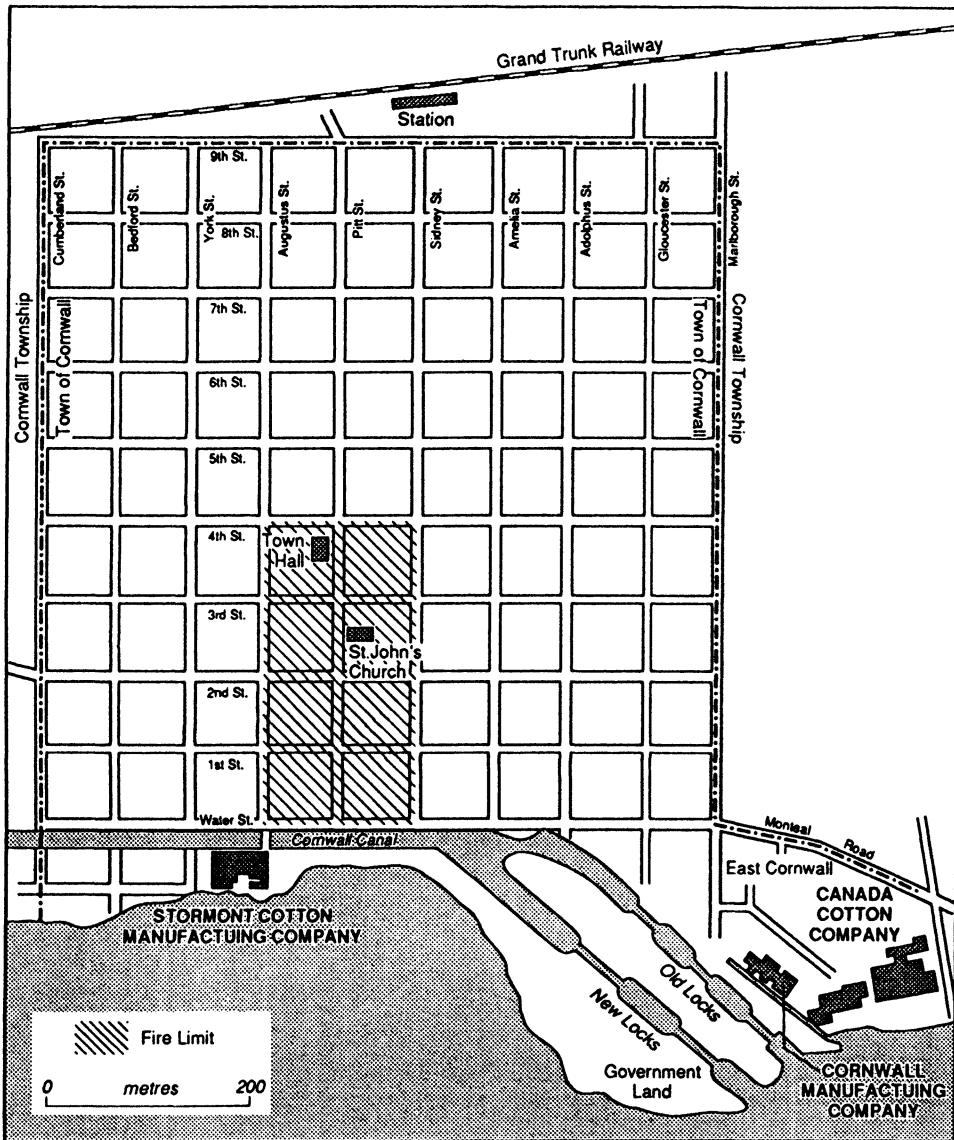 Grand Trunk Railway
Station
9th St.
Cumberland St.
Bedford St.
York St.
Augustus St.
Pitt St.
Sidney St.
Amelia St.
Adolphus St.
Gloucester St.
Marlborough St.
8th St.
Cornwall Township
Town of Cornwall
7th St.
Town of Cornwall
Cornwall Township
6th St.
5th St.
4th St.
Town
Hall
3rd St.
St.John's
Church
2nd St.
1st St.
Water St.
Cornwall Canal
Monteal Road
East Cornwall
STORMONT COTTON
MANUFACTUING COMPANY
CANADA
COTTON
COMPANY
Old Locks
New Locks
Fire Limit
0 metres 200
Government
Land
CORNWALL
MANUFACTUING
COMPANY